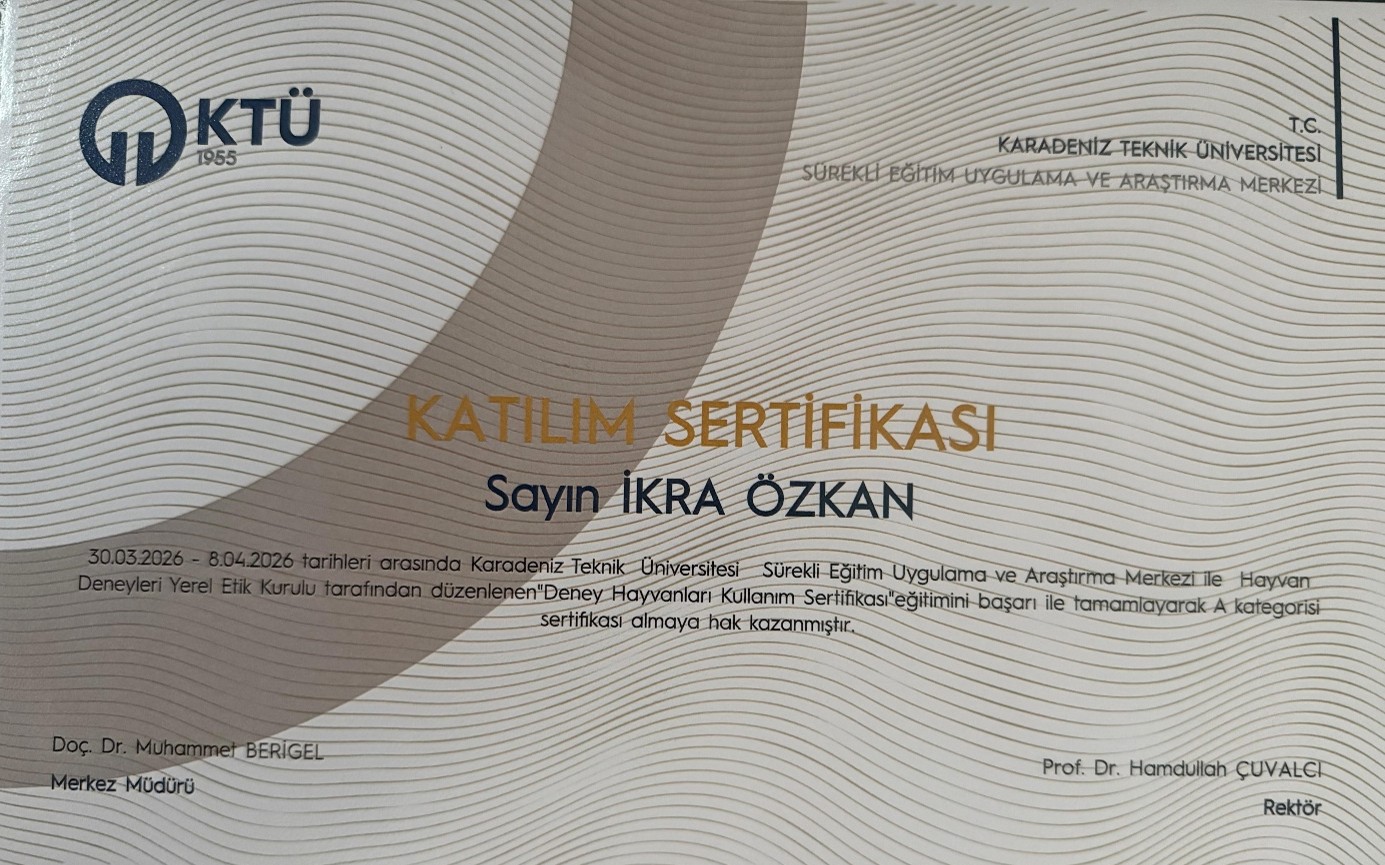 KTÜ
1955
T.C.
KARADENİZ TEKNİK ÜNİVERSİTESİ
SÜREKLİ EĞİTİM UYGULAMA VE ARAŞTIRMA MERKEZİ
KATILIM SERTİFİKASI
Sayın İKRA ÖZKAN
30.03.2026 - 8.04.2026 tarihleri arasında Karadeniz Teknik Üniversitesi Sürekli Eğitim Uygulama ve Araştırma Merkezi ile Hayvan
Deneyleri Yerel Etik Kurulu tarafından düzenlenen"Deney Hayvanları Kullanım Sertifikası"eğitimini başarı ile tamamlayarak A kategorisi
sertifikası almaya hak kazanmıştır.
Doç. Dr. Muhammet BERİGEL
Merkez Müdürü
Prof. Dr. Hamdullah ÇUVALCI
Rektör